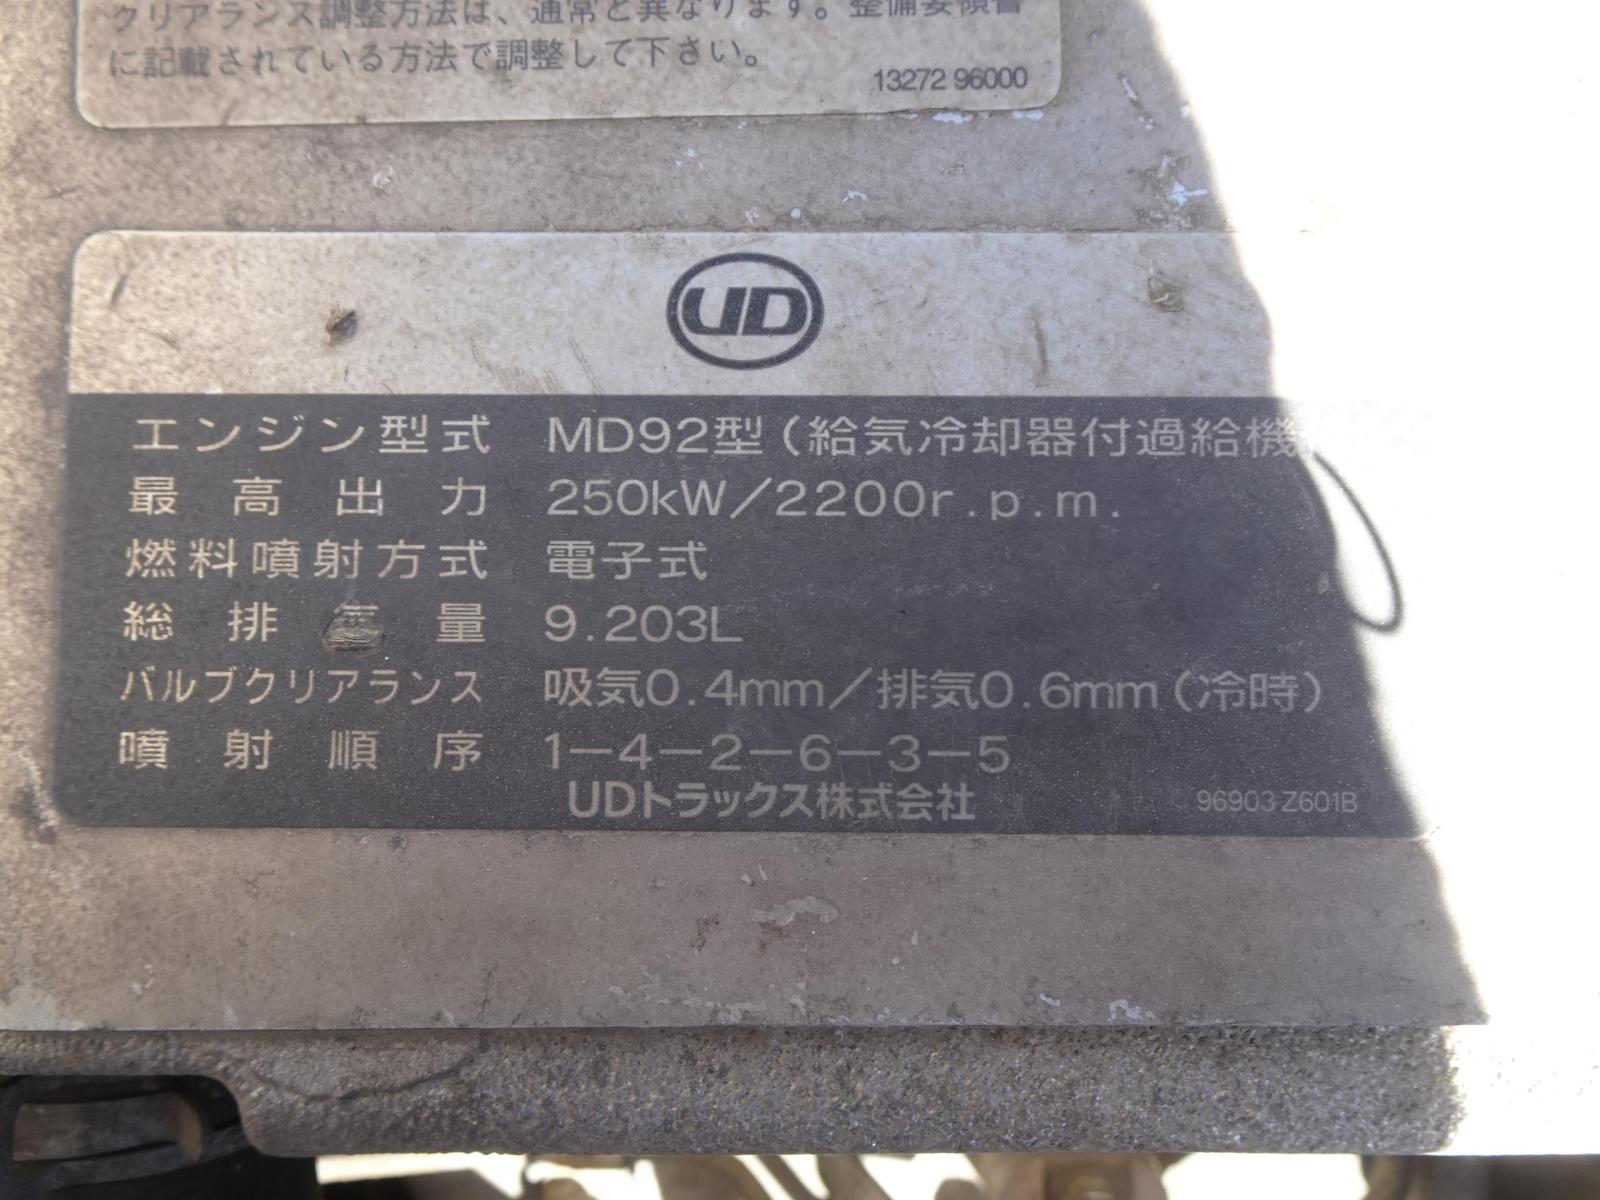 クリアランス調整方法は、通常と異なります。整備要領書
に記載されている方法で調整して下さい。
13272 96000
UD
エンジン型式 MD92型(給気冷却器付過給機
最高出力 250kW/2200r.p.m.
燃料噴射方式 電子式
総排気量 9.203L
バルブクリアランス 吸気0.4mm/排気0.6mm(冷時)
噴射順序 1-4-2-6-3-5
UDトラックス株式会社
96903 Z601B